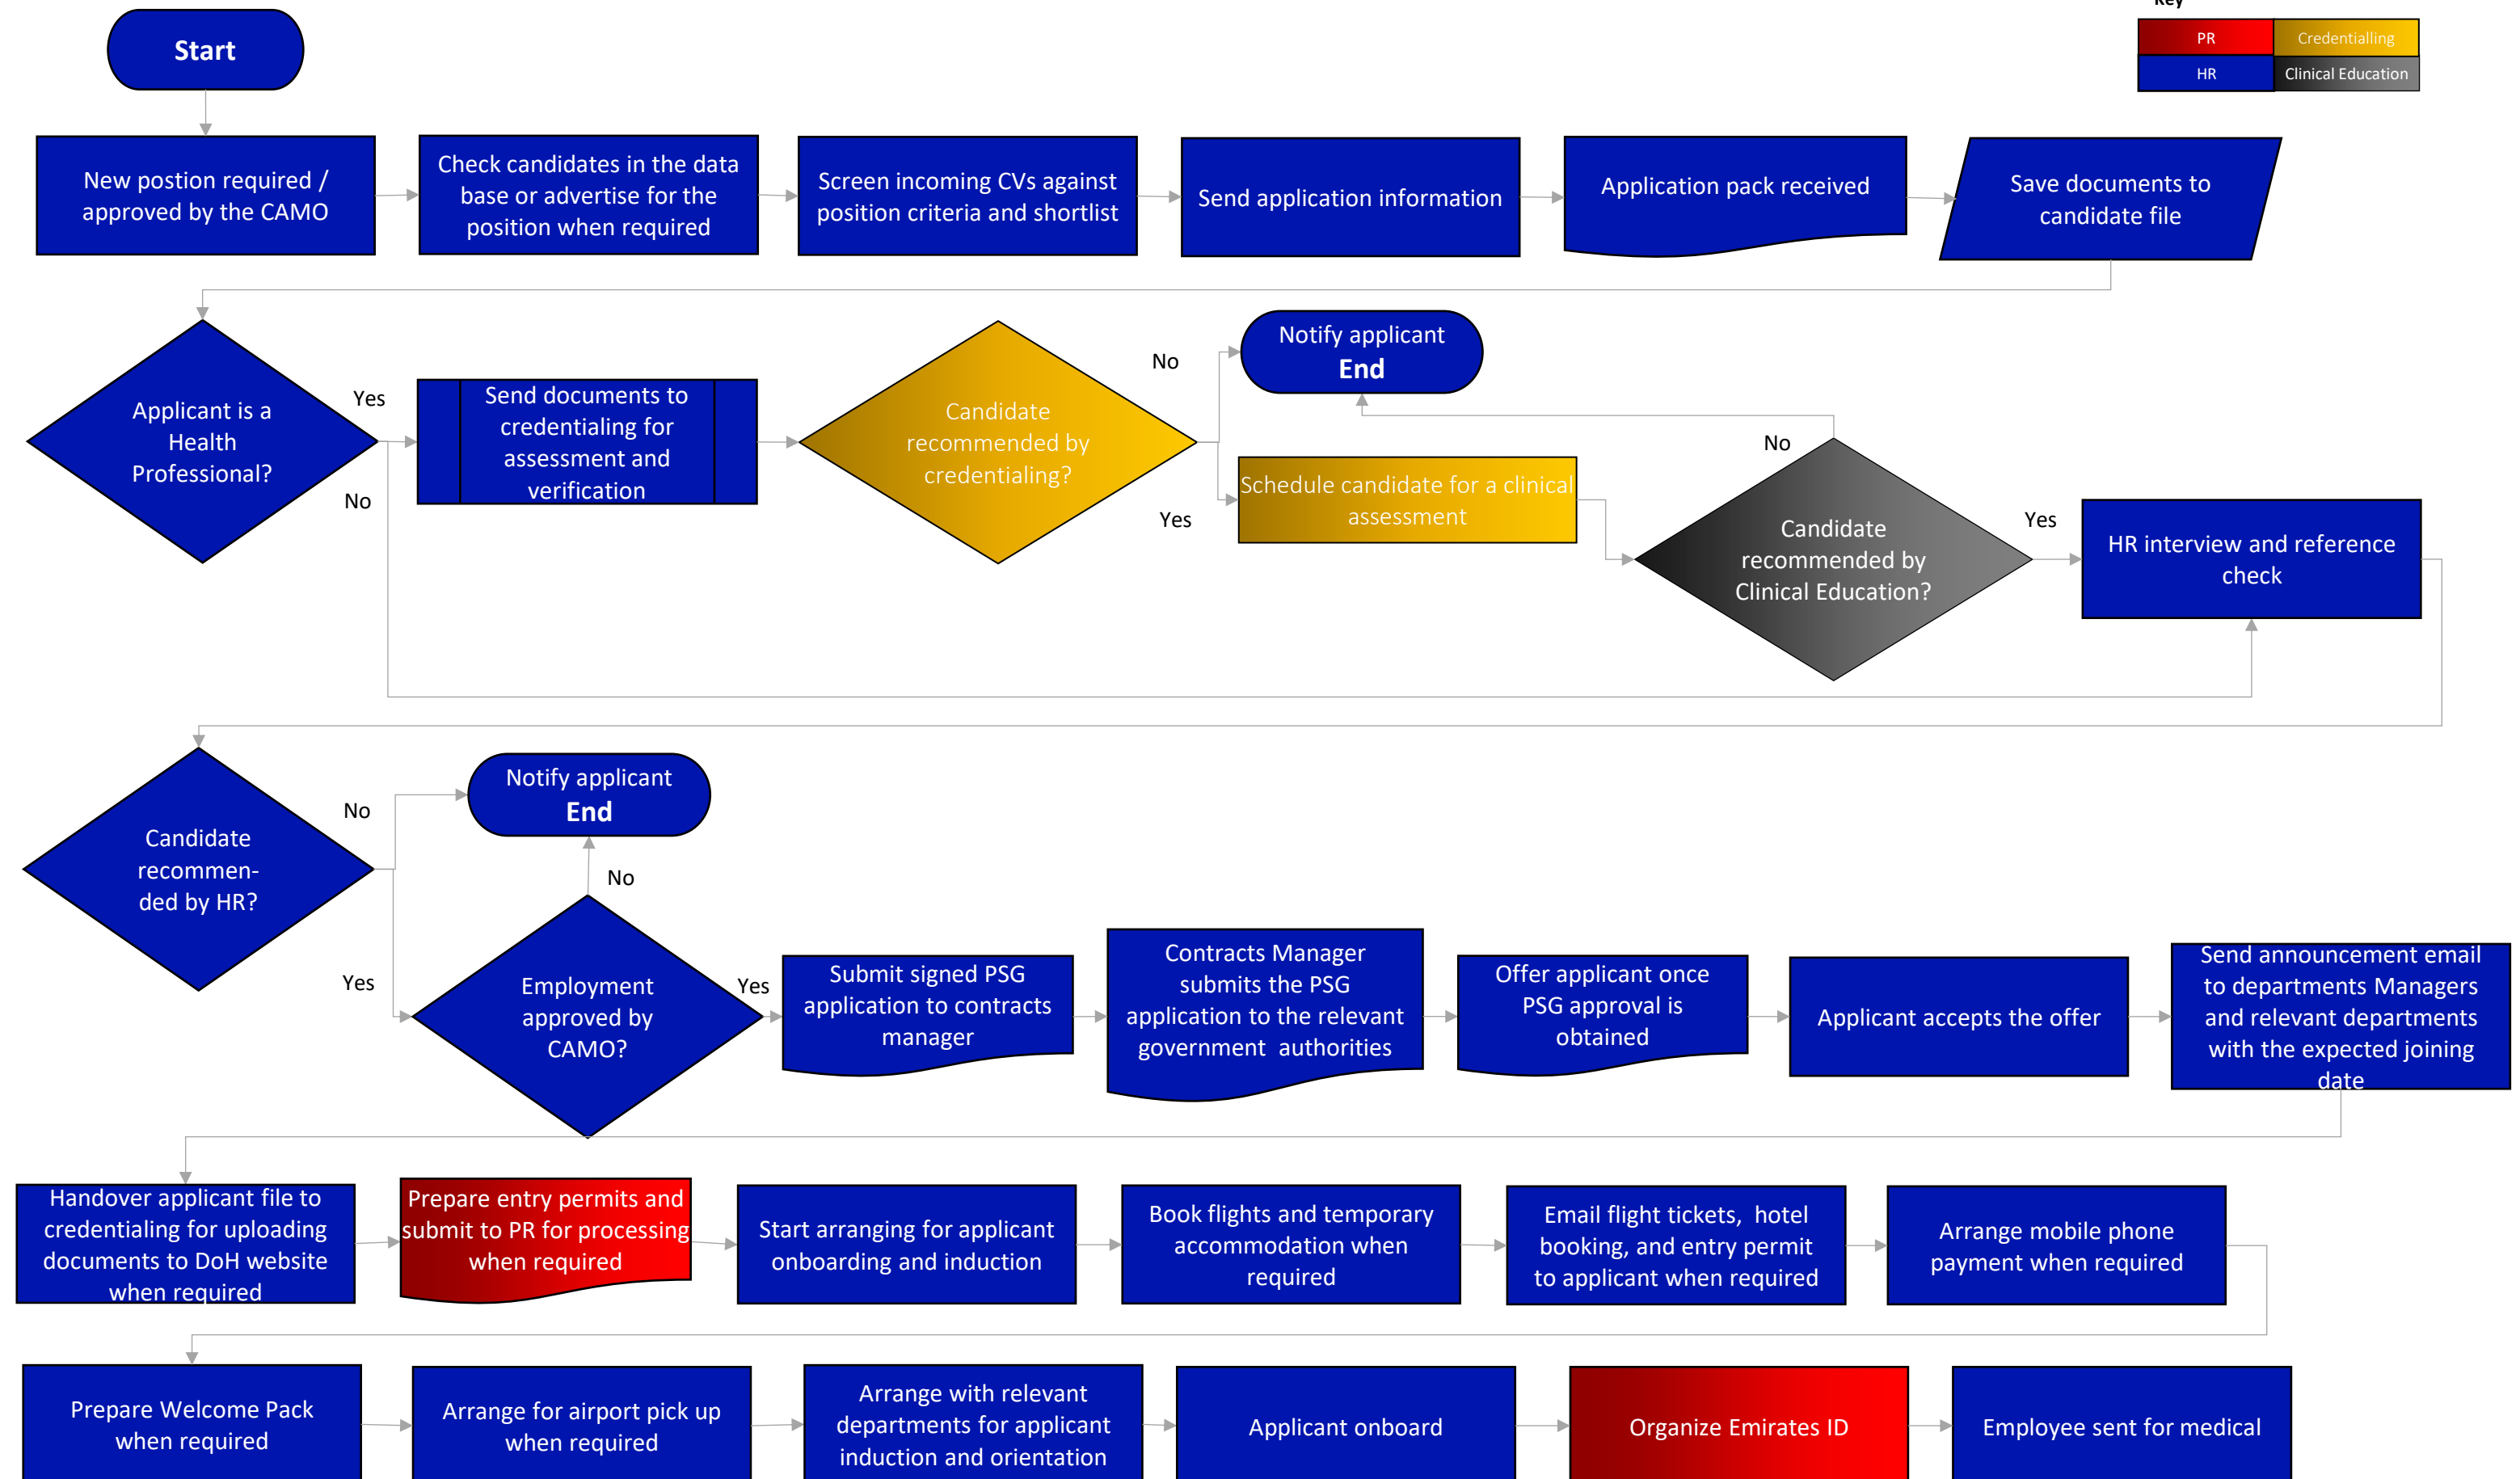 Key
Start
PR
Credentialling
HR
Clinical Education
New postion required /
approved by the CAMO
Check candidates in the data
base or advertise for the
position when required
Screen incoming CVs against
position criteria and shortlist
Send application information
Application pack received
Save documents to
candidate file
Applicant is a
Health
Professional?
Yes
No
Send documents to
credentialing for
assessment and
verification
Candidate
recommended by
credentialing?
No
Yes
Notify applicant
End
Schedule candidate for a clinical
assessment
No
Candidate
recommended by
Clinical Education?
Yes
HR interview and reference
check
Candidate
recommen-
ded by HR?
No
Yes
Notify applicant
End
No
Employment
approved by
CAMO?
Yes
Submit signed PSG
application to contracts
manager
Contracts Manager
submits the PSG
application to the relevant
government  authorities
Offer applicant once
PSG approval is
obtained
Applicant accepts the offer
Send announcement email
to departments Managers
and relevant departments
with the expected joining
date
Handover applicant file to
credentialing for uploading
documents to DoH website
when required
Prepare entry permits and
submit to PR for processing
when required
Start arranging for applicant
onboarding and induction
Book flights and temporary
accommodation when
required
Email flight tickets,  hotel
booking, and entry permit
to applicant when required
Arrange mobile phone
payment when required
Prepare Welcome Pack
when required
Arrange for airport pick up
when required
Arrange with relevant
departments for applicant
induction and orientation
Applicant onboard
Organize Emirates ID
Employee sent for medical